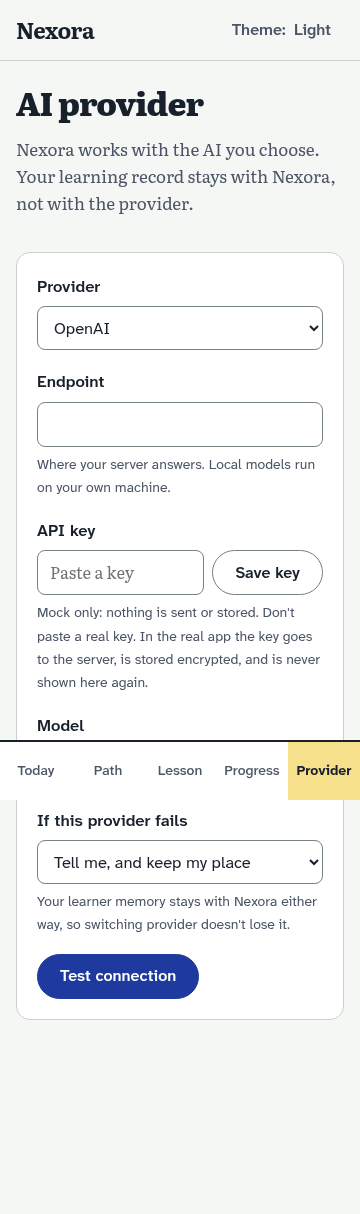 Nexora
Theme: Light
AI provider
Nexora works with the AI you choose.
Your learning record stays with Nexora,
not with the provider.
Provider
OpenAI
Endpoint
Where your server answers. Local models run
on your own machine.
API key
Paste a key
Save key
Mock only: nothing is sent or stored. Don't
paste a real key. In the real app the key goes
to the server, is stored encrypted, and is never
shown here again.
Model
Today
Path
Lesson
Progress
Provider
If this provider fails
Tell me, and keep my place
Your learner memory stays with Nexora either
way, so switching provider doesn't lose it.
Test connection